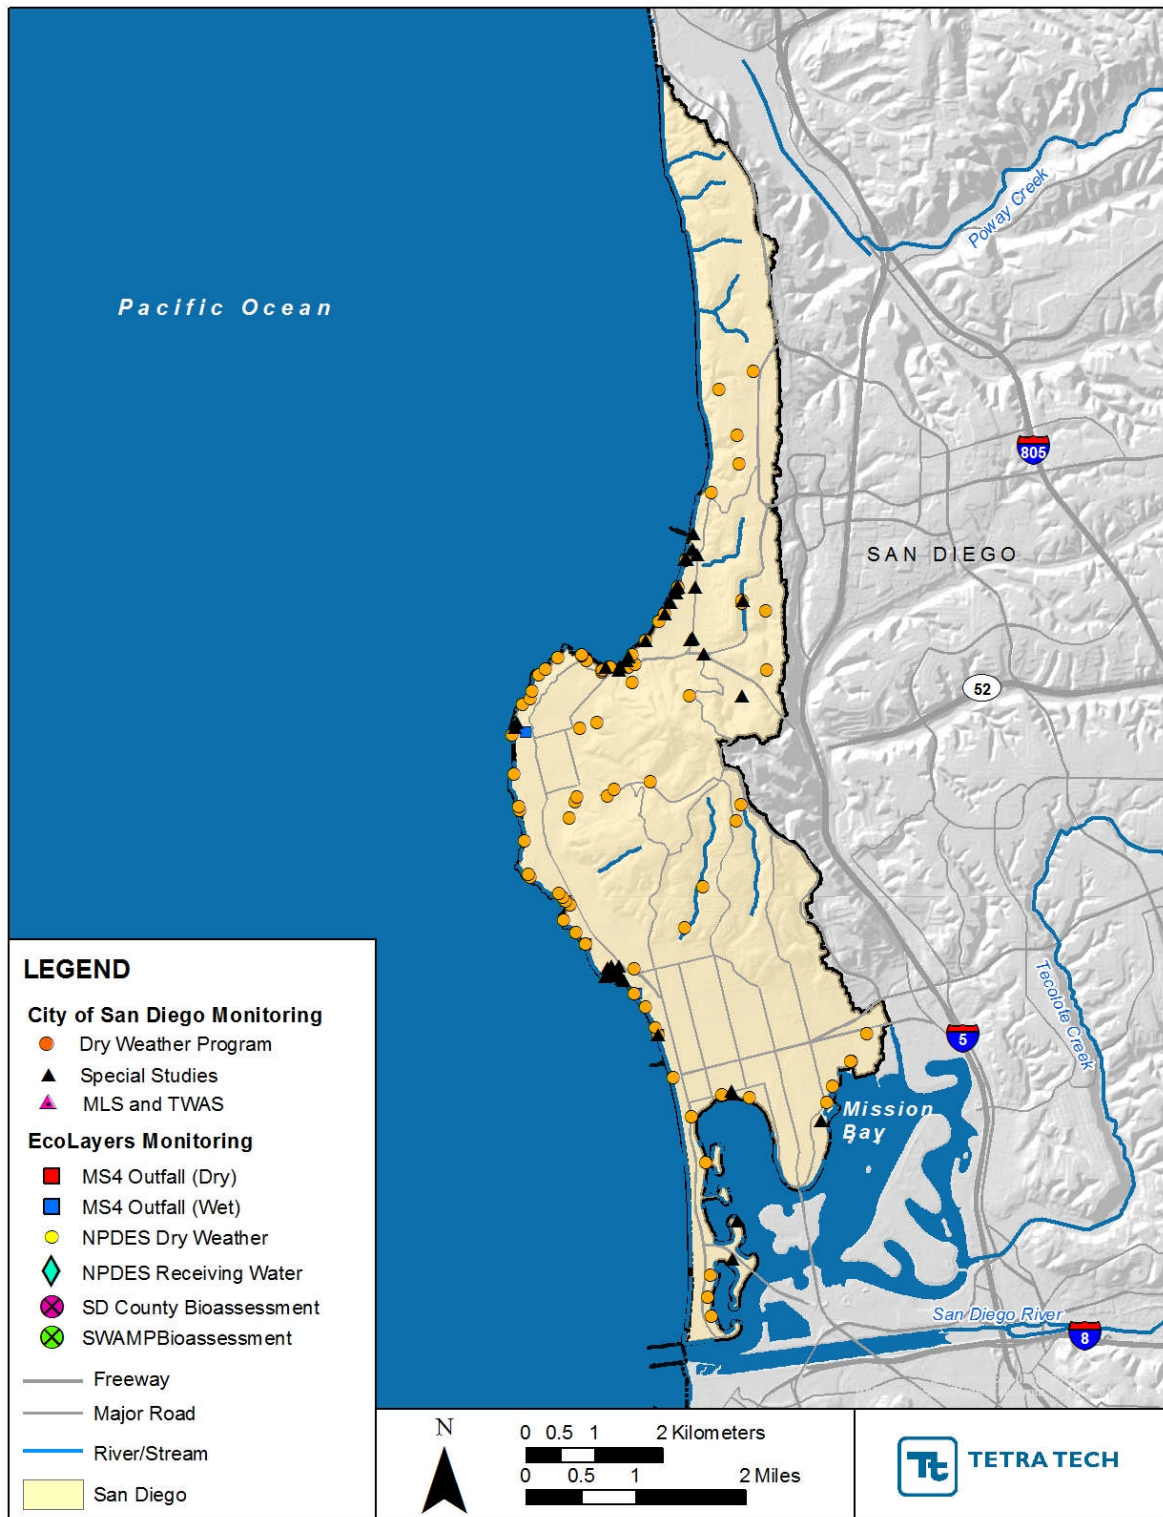 Poway Creek
Pacific Ocean
805
SAN DIEGO
52
Tecolote Creek
5
Mission
Bay
San Diego River
8
LEGEND
City of San Diego Monitoring
Dry Weather Program
Special Studies
MLS and TWAS
EcoLayers Monitoring
MS4 Outfall (Dry)
MS4 Outfall (Wet)
NPDES Dry Weather
NPDES Receiving Water
SD County Bioassessment
SWAMPBioassessment
Freeway
Major Road
River/Stream
San Diego
N
0 0.5 1 2 Kilometers
0 0.5 1 2 Miles
Tt TETRA TECH